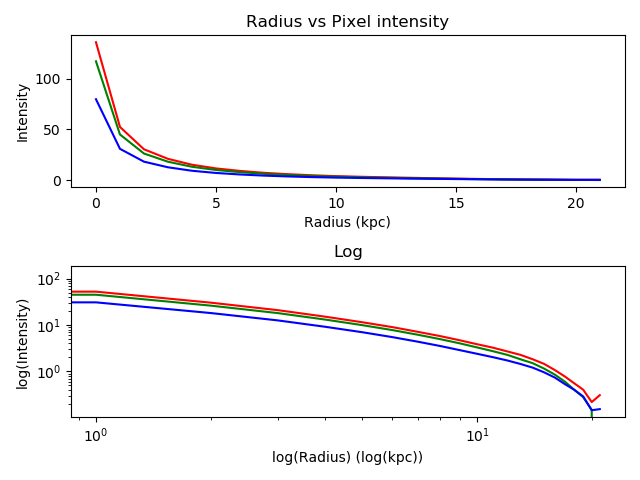 Radius vs Pixel intensity
100
50
0
Intensity
0 5 10 15 20
Radius (kpc)
Log
10²
10¹
10⁰
log(Intensity)
10⁰ 10¹
log(Radius) (log(kpc))